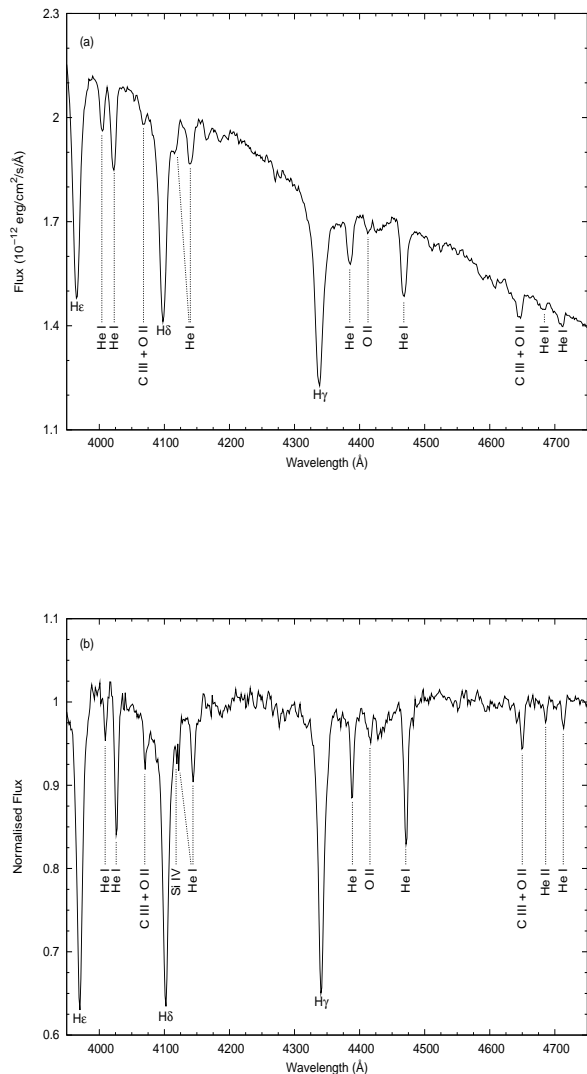 2.3
(a)
2
1.7
1.4
1.1
Flux (10⁻¹² erg/cm²/s/Å)
Hε
He I
He I
C III + O II
Hδ
He I
Hγ
He I
O II
He I
C III + O II
He II
He I
4000 4100 4200 4300 4400 4500 4600 4700
Wavelength (Å)
1.1
(b)
1
0.9
0.8
0.7
0.6
Normalised Flux
Hε
He I
He I
C III + O II
Hδ
Si IV
He I
Hγ
He I
O II
He I
C III + O II
He II
He I
4000 4100 4200 4300 4400 4500 4600 4700
Wavelength (Å)